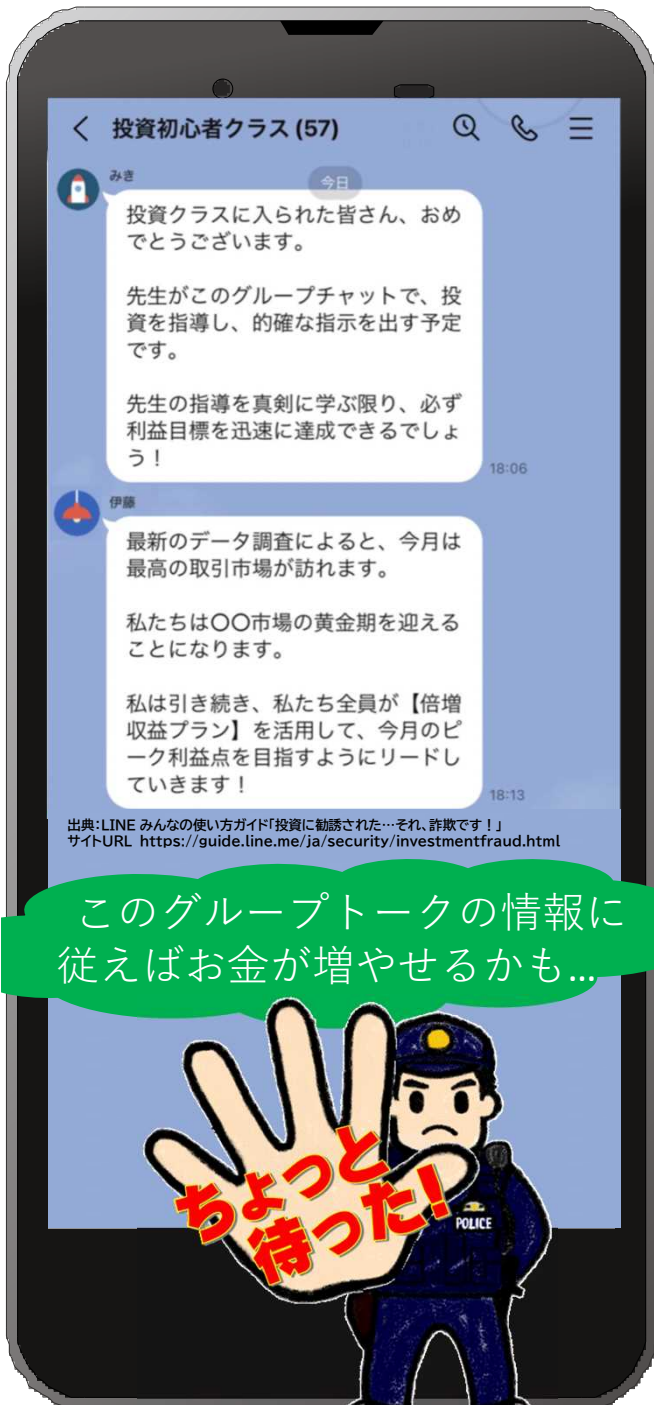 投資初心者クラス (57)
みき
今日
投資クラスに入られた皆さん、おめ
でとうございます。
先生がこのグループチャットで、投
資を指導し、的確な指示を出す予定
です。
先生の指導を真剣に学ぶ限り、必ず
利益目標を迅速に達成できるでしょ
う！
18:06
伊藤
最新のデータ調査によると、今月は
最高の取引市場が訪れます。
私たちは〇〇市場の黄金期を迎える
ことになります。
私は引き続き、私たち全員が【倍増
収益プラン】を活用して、今月のピ
ーク利益点を目指すようにリードし
ていきます！
18:13
出典：LINE みんなの使い方ガイド「投資に勧誘された…それ、詐欺です！」
サイトURL https://guide.line.me/ja/security/investmentfraud.html
このグループトークの情報に
従えばお金が増やせるかも…
ちょっと
待った！
POLICE